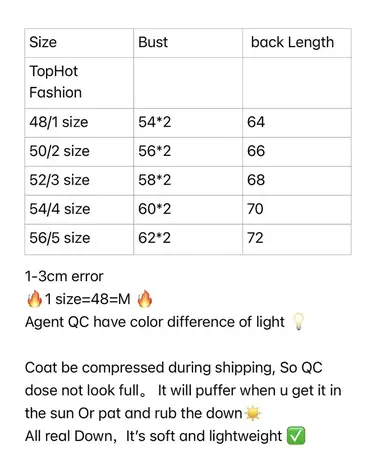 Size Bust back Length
TopHot
Fashion
48/1 size 54*2 64
50/2 size 56*2 66
52/3 size 58*2 68
54/4 size 60*2 70
56/5 size 62*2 72
1-3cm error
🔥1 size=48=M 🔥
Agent QC have color difference of light 💡
Coat be compressed during shipping, So QC
dose not look full。 It will puffer when u get it in
the sun Or pat and rub the down☀️
All real Down，It’s soft and lightweight ✅